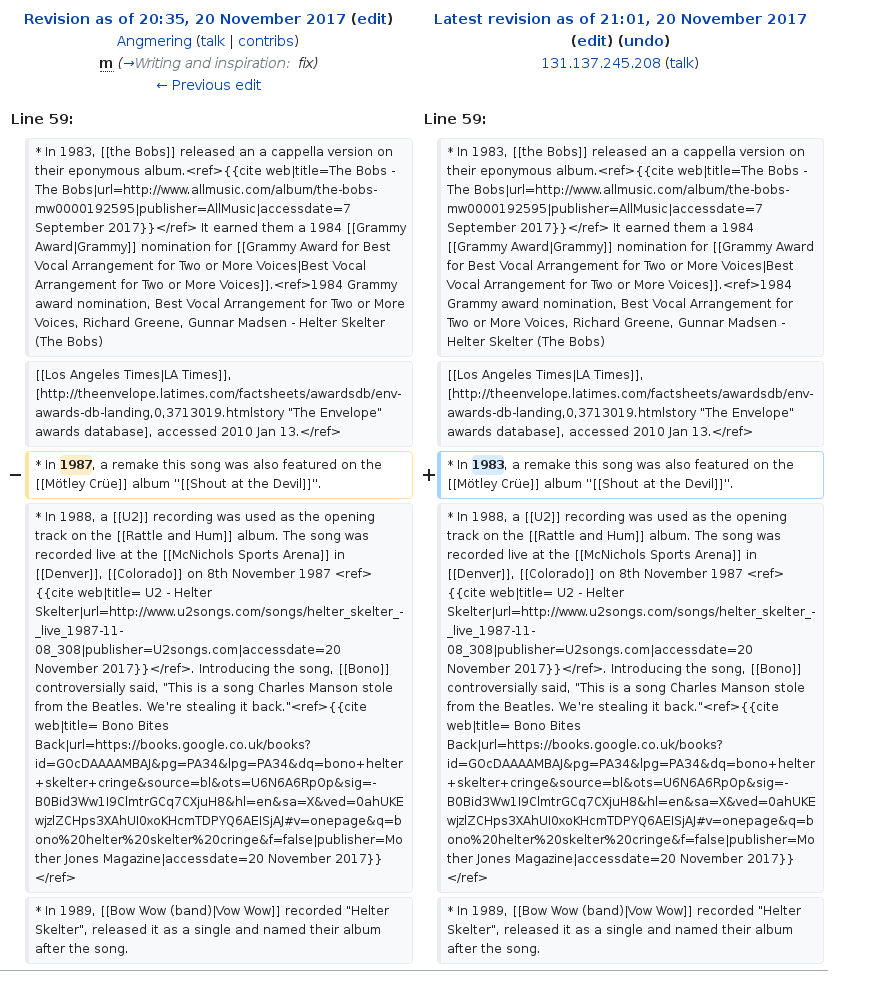 Revision as of 20:35, 20 November 2017 (edit)
Angmering (talk | contribs)
m (→Writing and inspiration: fix)
← Previous edit
Latest revision as of 21:01, 20 November 2017
(edit) (undo)
131.137.245.208 (talk)
Line 59:
Line 59:
* In 1983, [[the Bobs]] released an a cappella version on
their eponymous album.<ref>{{cite web|title=The Bobs -
The Bobs|url=http://www.allmusic.com/album/the-bobs-
mw0000192595|publisher=AllMusic|accessdate=7
September 2017}}</ref> It earned them a 1984 [[Grammy
Award|Grammy]] nomination for [[Grammy Award for Best
Vocal Arrangement for Two or More Voices|Best Vocal
Arrangement for Two or More Voices]].<ref>1984 Grammy
award nomination, Best Vocal Arrangement for Two or More
Voices, Richard Greene, Gunnar Madsen - Helter Skelter
(The Bobs)
* In 1983, [[the Bobs]] released an a cappella version on
their eponymous album.<ref>{{cite web|title=The Bobs -
The Bobs|url=http://www.allmusic.com/album/the-bobs-
mw0000192595|publisher=AllMusic|accessdate=7
September 2017}}</ref> It earned them a 1984
[[Grammy Award|Grammy]] nomination for [[Grammy Award
for Best Vocal Arrangement for Two or More Voices|Best
Vocal Arrangement for Two or More Voices]].<ref>1984
Grammy award nomination, Best Vocal Arrangement for
Two or More Voices, Richard Greene, Gunnar Madsen -
Helter Skelter (The Bobs)
[[Los Angeles Times|LA Times]],
[http://theenvelope.latimes.com/factsheets/awardsdb/env-
awards-db-landing,0,3713019.htmlstory "The Envelope"
awards database], accessed 2010 Jan 13.</ref>
[[Los Angeles Times|LA Times]],
[http://theenvelope.latimes.com/factsheets/awardsdb/env-
awards-db-landing,0,3713019.htmlstory "The Envelope"
awards database], accessed 2010 Jan 13.</ref>
− * In 1987, a remake this song was also featured on the
[[Mötley Crüe]] album ''[[Shout at the Devil]]''.
+ * In 1983, a remake this song was also featured on the
[[Mötley Crüe]] album ''[[Shout at the Devil]]''.
* In 1988, a [[U2]] recording was used as the opening
track on the [[Rattle and Hum]] album. The song was
recorded live at the [[McNichols Sports Arena]] in
[[Denver]], [[Colorado]] on 8th November 1987 <ref>
{{cite web|title= U2 - Helter
Skelter|url=http://www.u2songs.com/songs/helter_skelter_-
_live_1987-11-
08_308|publisher=U2songs.com|accessdate=20
November 2017}}</ref>. Introducing the song, [[Bono]]
controversially said, "This is a song Charles Manson stole
from the Beatles. We're stealing it back."<ref>{{cite
web|title= Bono Bites
Back|url=https://books.google.co.uk/books?
id=GOcDAAAAMBAJ&pg=PA34&lpg=PA34&dq=bono+helter
+skelter+cringe&source=bl&ots=U6N6A6RpOp&sig=-
B0Bid3Ww1I9ClmtrGCq7CXjuH8&hl=en&sa=X&ved=0ahUKE
wjzlZCHps3XAhUI0xoKHcmTDPYQ6AEISjAJ#v=onepage&q=b
ono%20helter%20skelter%20cringe&f=false|publisher=Mo
ther Jones Magazine|accessdate=20 November 2017}}
</ref>
* In 1988, a [[U2]] recording was used as the opening
track on the [[Rattle and Hum]] album. The song was
recorded live at the [[McNichols Sports Arena]] in
[[Denver]], [[Colorado]] on 8th November 1987 <ref>
{{cite web|title= U2 - Helter
Skelter|url=http://www.u2songs.com/songs/helter_skelter_-
_live_1987-11-
08_308|publisher=U2songs.com|accessdate=20
November 2017}}</ref>. Introducing the song, [[Bono]]
controversially said, "This is a song Charles Manson stole
from the Beatles. We're stealing it back."<ref>{{cite
web|title= Bono Bites
Back|url=https://books.google.co.uk/books?
id=GOcDAAAAMBAJ&pg=PA34&lpg=PA34&dq=bono+helter
+skelter+cringe&source=bl&ots=U6N6A6RpOp&sig=-
B0Bid3Ww1I9ClmtrGCq7CXjuH8&hl=en&sa=X&ved=0ahUKE
wjzlZCHps3XAhUI0xoKHcmTDPYQ6AEISjAJ#v=onepage&q=b
ono%20helter%20skelter%20cringe&f=false|publisher=Mo
ther Jones Magazine|accessdate=20 November 2017}}
</ref>
* In 1989, [[Bow Wow (band)|Vow Wow]] recorded "Helter
Skelter", released it as a single and named their album
after the song.
* In 1989, [[Bow Wow (band)|Vow Wow]] recorded "Helter
Skelter", released it as a single and named their album
after the song.